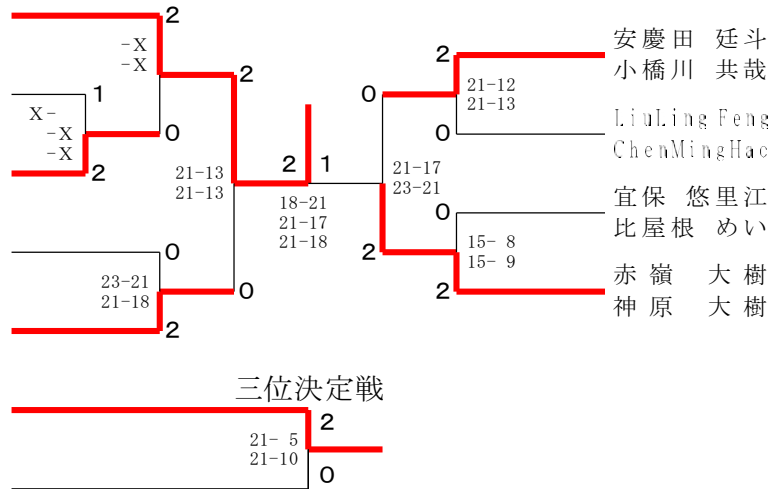 2
-X
-X
2
1
X-
-X
-X
0
2
21-13
21-13
2
1
18-21
21-17
21-18
0
23-21
21-18
0
2
2
21-12
21-13
0
0
21-17
23-21
2
0
15- 8
15- 9
2
安慶田 廷斗
小橋川 共哉
LiuLing Feng
ChenMingHao
宜保 悠里江
比屋根 めい
赤嶺 大樹
神原 大樹
三位決定戦
2
21- 5
21-10
0